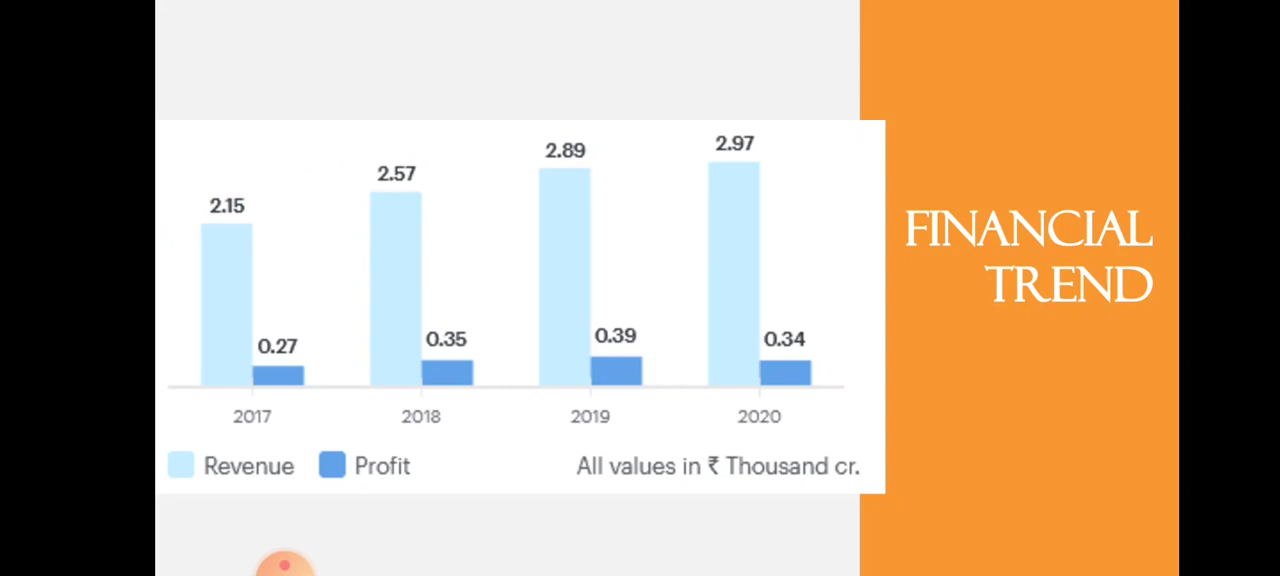 2.15
2.57
2.89
2.97
0.27
0.35
0.39
0.34
2017
2018
2019
2020
Revenue
Profit
All values in ₹ Thousand cr.
FINANCIAL
TREND